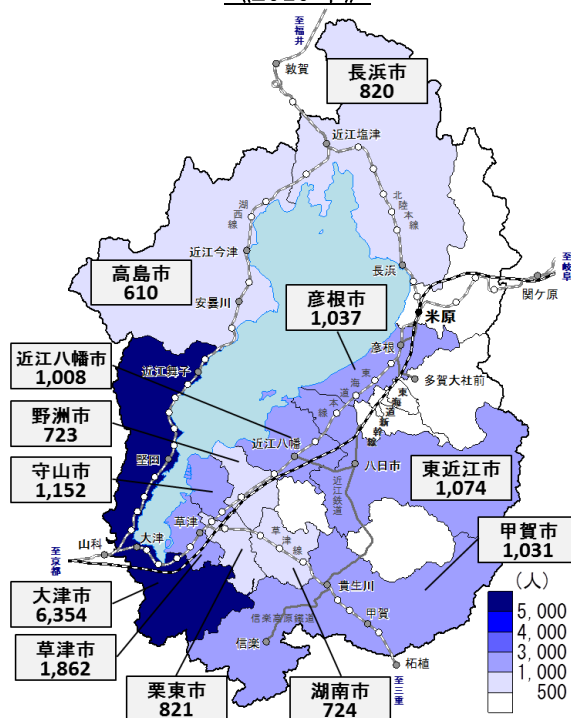 至福井
敦賀
長浜市
820
近江塩津
湖西線
北陸本線
近江今津
長浜
至岐阜
高島市
610
安曇川
関ケ原
彦根市
1,037
米原
近江八幡市
1,008
近江舞子
彦根
多賀大社前
東海道本線
東海道新幹線
野洲市
723
堅田
近江八幡
八日市
守山市
1,152
近江鉄道
東近江市
1,074
草津
草津線
甲賀市
1,031
山科
大津
至京都
貴生川
甲賀
信楽高原鐵道
信楽
柘植
至三重
大津市
6,354
草津市
1,862
栗東市
821
湖南市
724
(人)
5,000
4,000
3,000
1,000
500